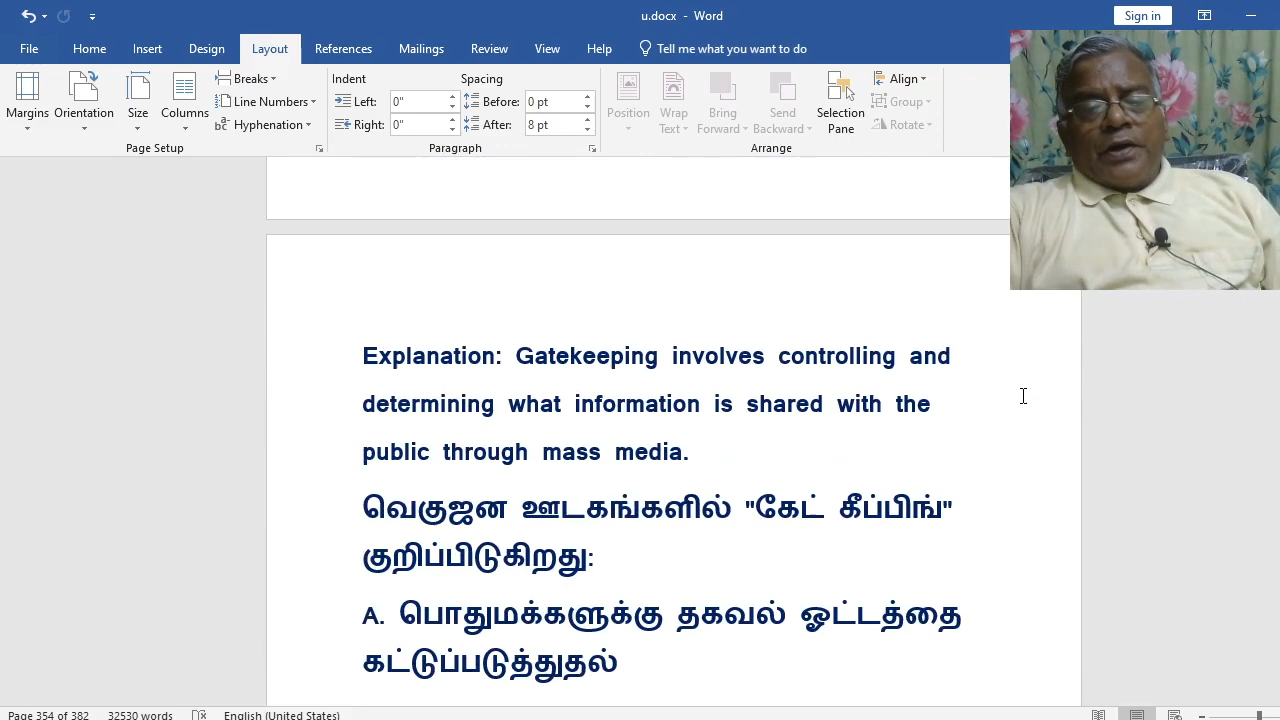 u.docx - Word
Sign in
File Home Insert Design Layout References Mailings Review View Help Tell me what you want to do
Margins Orientation Size Columns
Breaks
Line Numbers
Hyphenation
Page Setup
Indent
Left: 0"
Right: 0"
Spacing
Before: 0 pt
After: 8 pt
Paragraph
Position Wrap Text Bring Forward Send Backward Selection Pane
Align
Group
Rotate
Arrange
Explanation: Gatekeeping involves controlling and
determining what information is shared with the
public through mass media.
வெகுஜன ஊடகங்களில் "கேட் கீப்பிங்"
குறிப்பிடுகிறது:
A. பொதுமக்களுக்கு தகவல் ஓட்டத்தை
கட்டுப்படுத்துதல்
Page 354 of 382 32530 words English (United States)